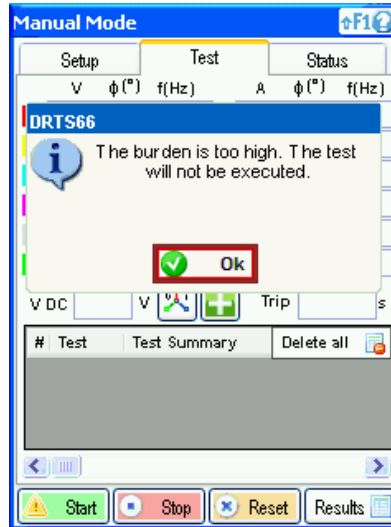 Manual Mode
F1
Setup Test Status
V ϕ(°) f(Hz) A ϕ(°) f(Hz)
DRTS66
The burden is too high. The test
will not be executed.
Ok
V DC V Trip s
# Test Test Summary Delete all
Start Stop Reset Results